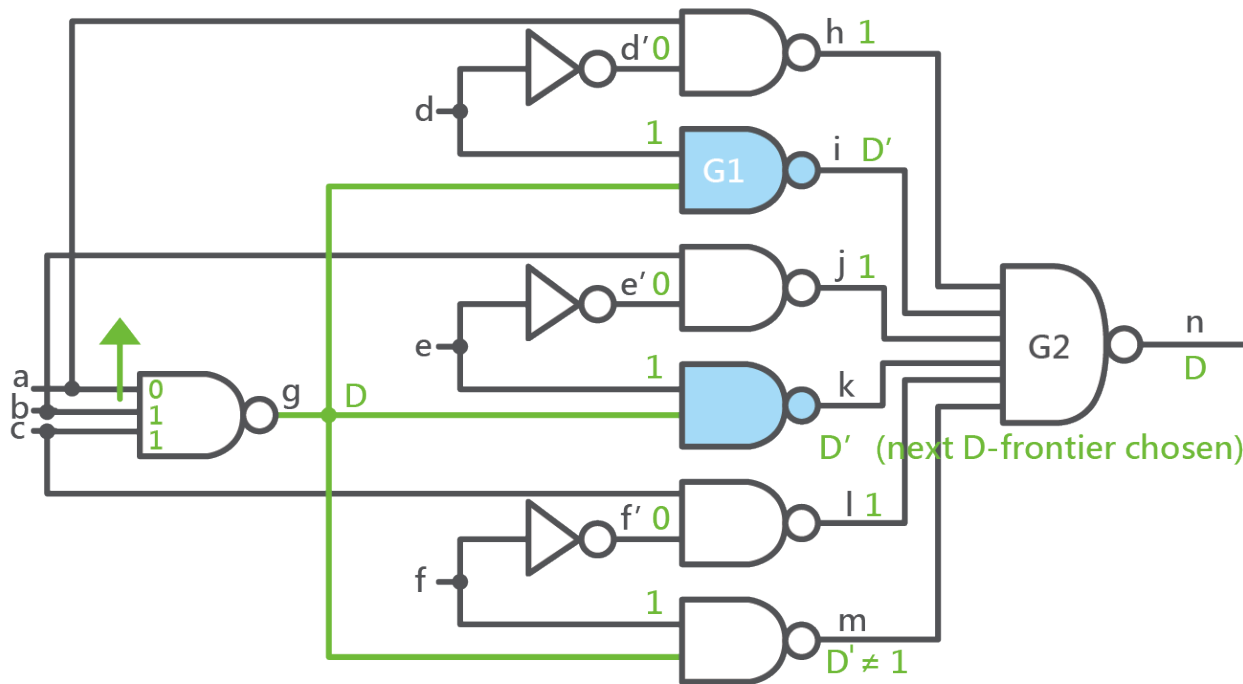 h 1
d' 0
d
1
G1
i D'
j 1
e' 0
e
1
k
D' (next D-frontier chosen)
G2
n
D
a
b
c
0
1
1
g
D
l 1
f' 0
f
1
m
D' ≠ 1